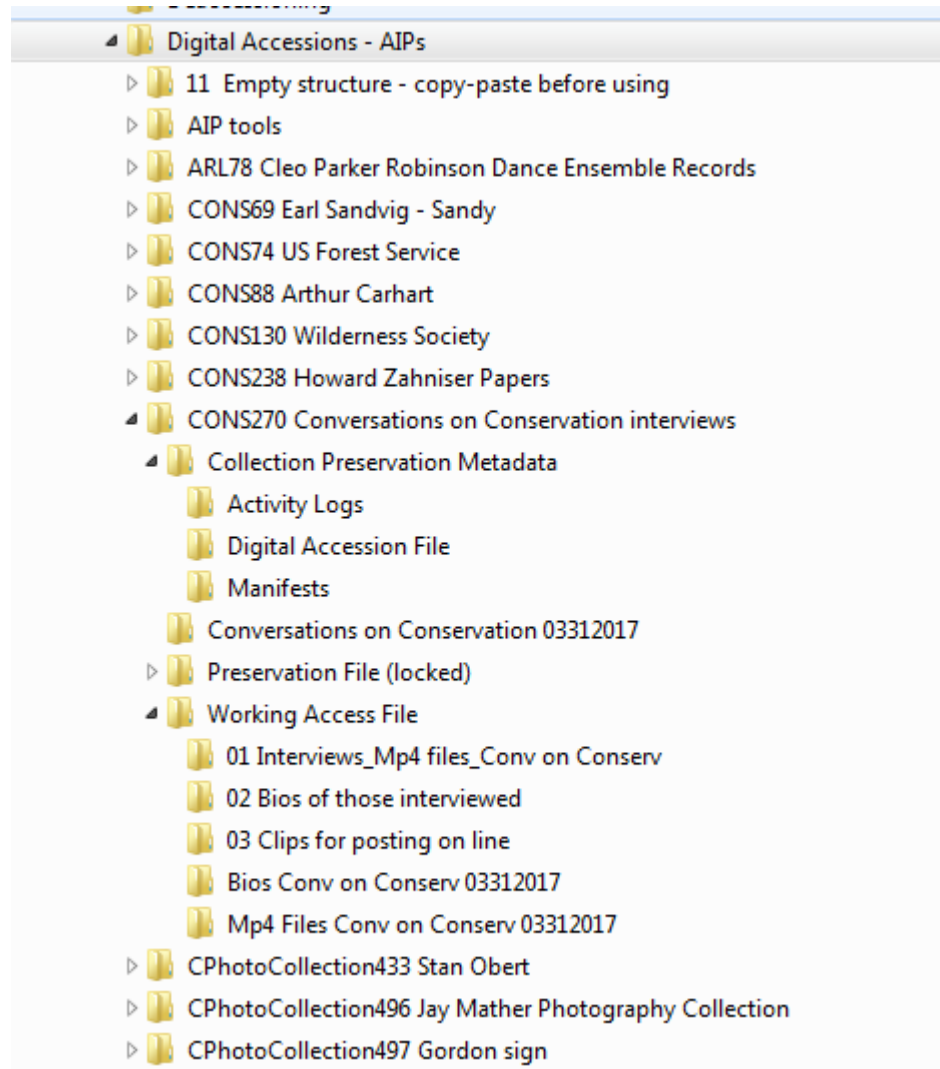 Digital Accessions - AIPs
11  Empty structure - copy-paste before using
AIP tools
ARL78 Cleo Parker Robinson Dance Ensemble Records
CONS69 Earl Sandvig - Sandy
CONS74 US Forest Service
CONS88 Arthur Carhart
CONS130 Wilderness Society
CONS238 Howard Zahniser Papers
CONS270 Conversations on Conservation interviews
Collection Preservation Metadata
Activity Logs
Digital Accession File
Manifests
Conversations on Conservation 03312017
Preservation File (locked)
Working Access File
01 Interviews_Mp4 files_Conv on Conserv
02 Bios of those interviewed
03 Clips for posting on line
Bios Conv on Conserv 03312017
Mp4 Files Conv on Conserv 03312017
CPhotoCollection433 Stan Obert
CPhotoCollection496 Jay Mather Photography Collection
CPhotoCollection497 Gordon sign